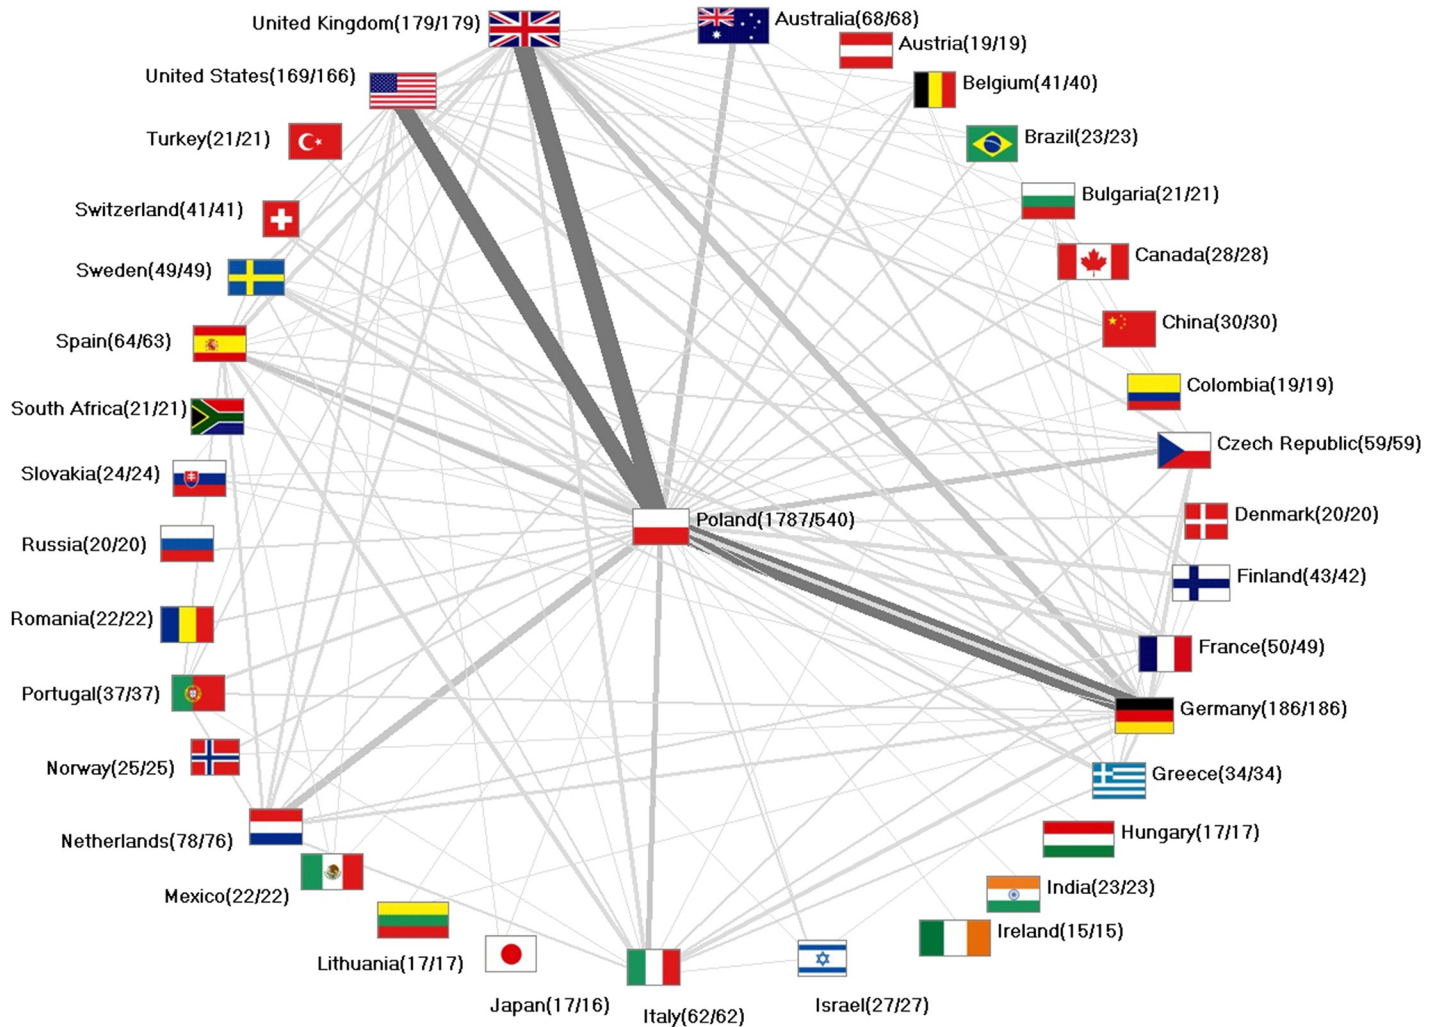 United Kingdom(179/179)
Australia(68/68)
Austria(19/19)
United States(169/166)
Belgium(41/40)
Turkey(21/21)
Brazil(23/23)
Switzerland(41/41)
Bulgaria(21/21)
Sweden(49/49)
Canada(28/28)
Spain(64/63)
China(30/30)
South Africa(21/21)
Colombia(19/19)
Slovakia(24/24)
Czech Republic(59/59)
Poland(1787/540)
Denmark(20/20)
Russia(20/20)
Finland(43/42)
Romania(22/22)
France(50/49)
Portugal(37/37)
Germany(186/186)
Norway(25/25)
Greece(34/34)
Netherlands(78/76)
Hungary(17/17)
Mexico(22/22)
India(23/23)
Ireland(15/15)
Lithuania(17/17)
Japan(17/16)
Italy(62/62)
Israel(27/27)